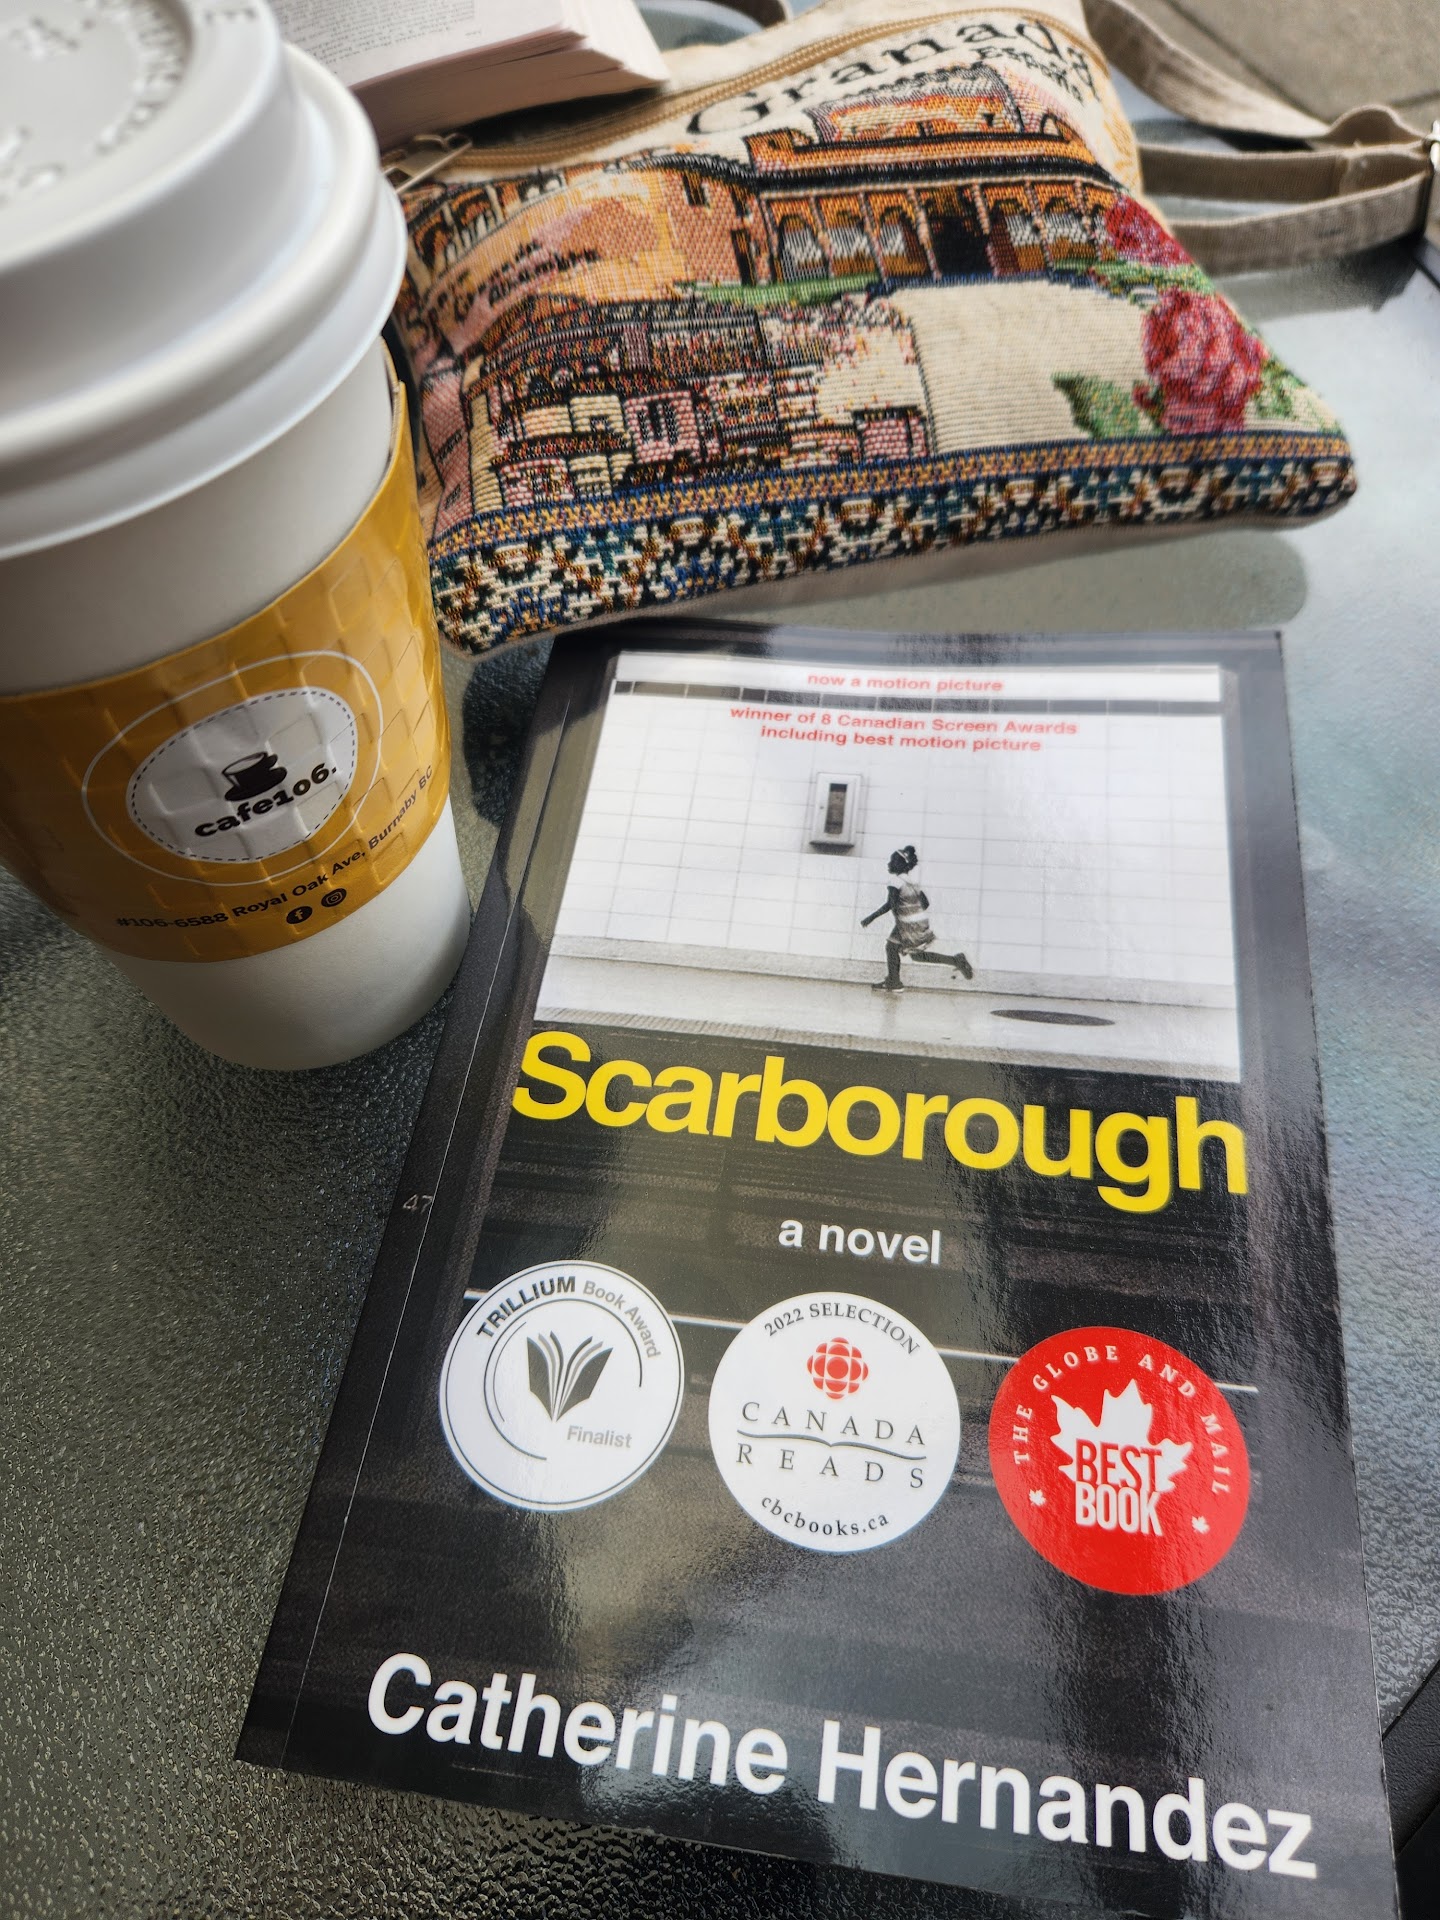 Granada
España
cafe106.
#106-6588 Royal Oak Ave, Burnaby BC
now a motion picture
winner of 8 Canadian Screen Awards
including best motion picture
Scarborough
a novel
47
TRILLIUM Book Award
Finalist
2022 SELECTION
CANADA
READS
cbcbooks.ca
THE GLOBE AND MAIL
BEST
BOOK
Catherine Hernandez